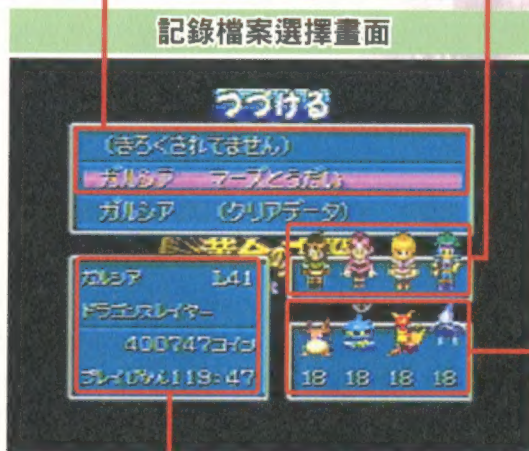 記錄檔案選擇畫面
つづける
(きろくされてません)
ガルシア マーズとうだい
ガルシア (クリアデータ)
黄金の
ガルシア L41
ドラゴンスレイヤー
400747コイン
プレイじかん119:47
18 18 18 18